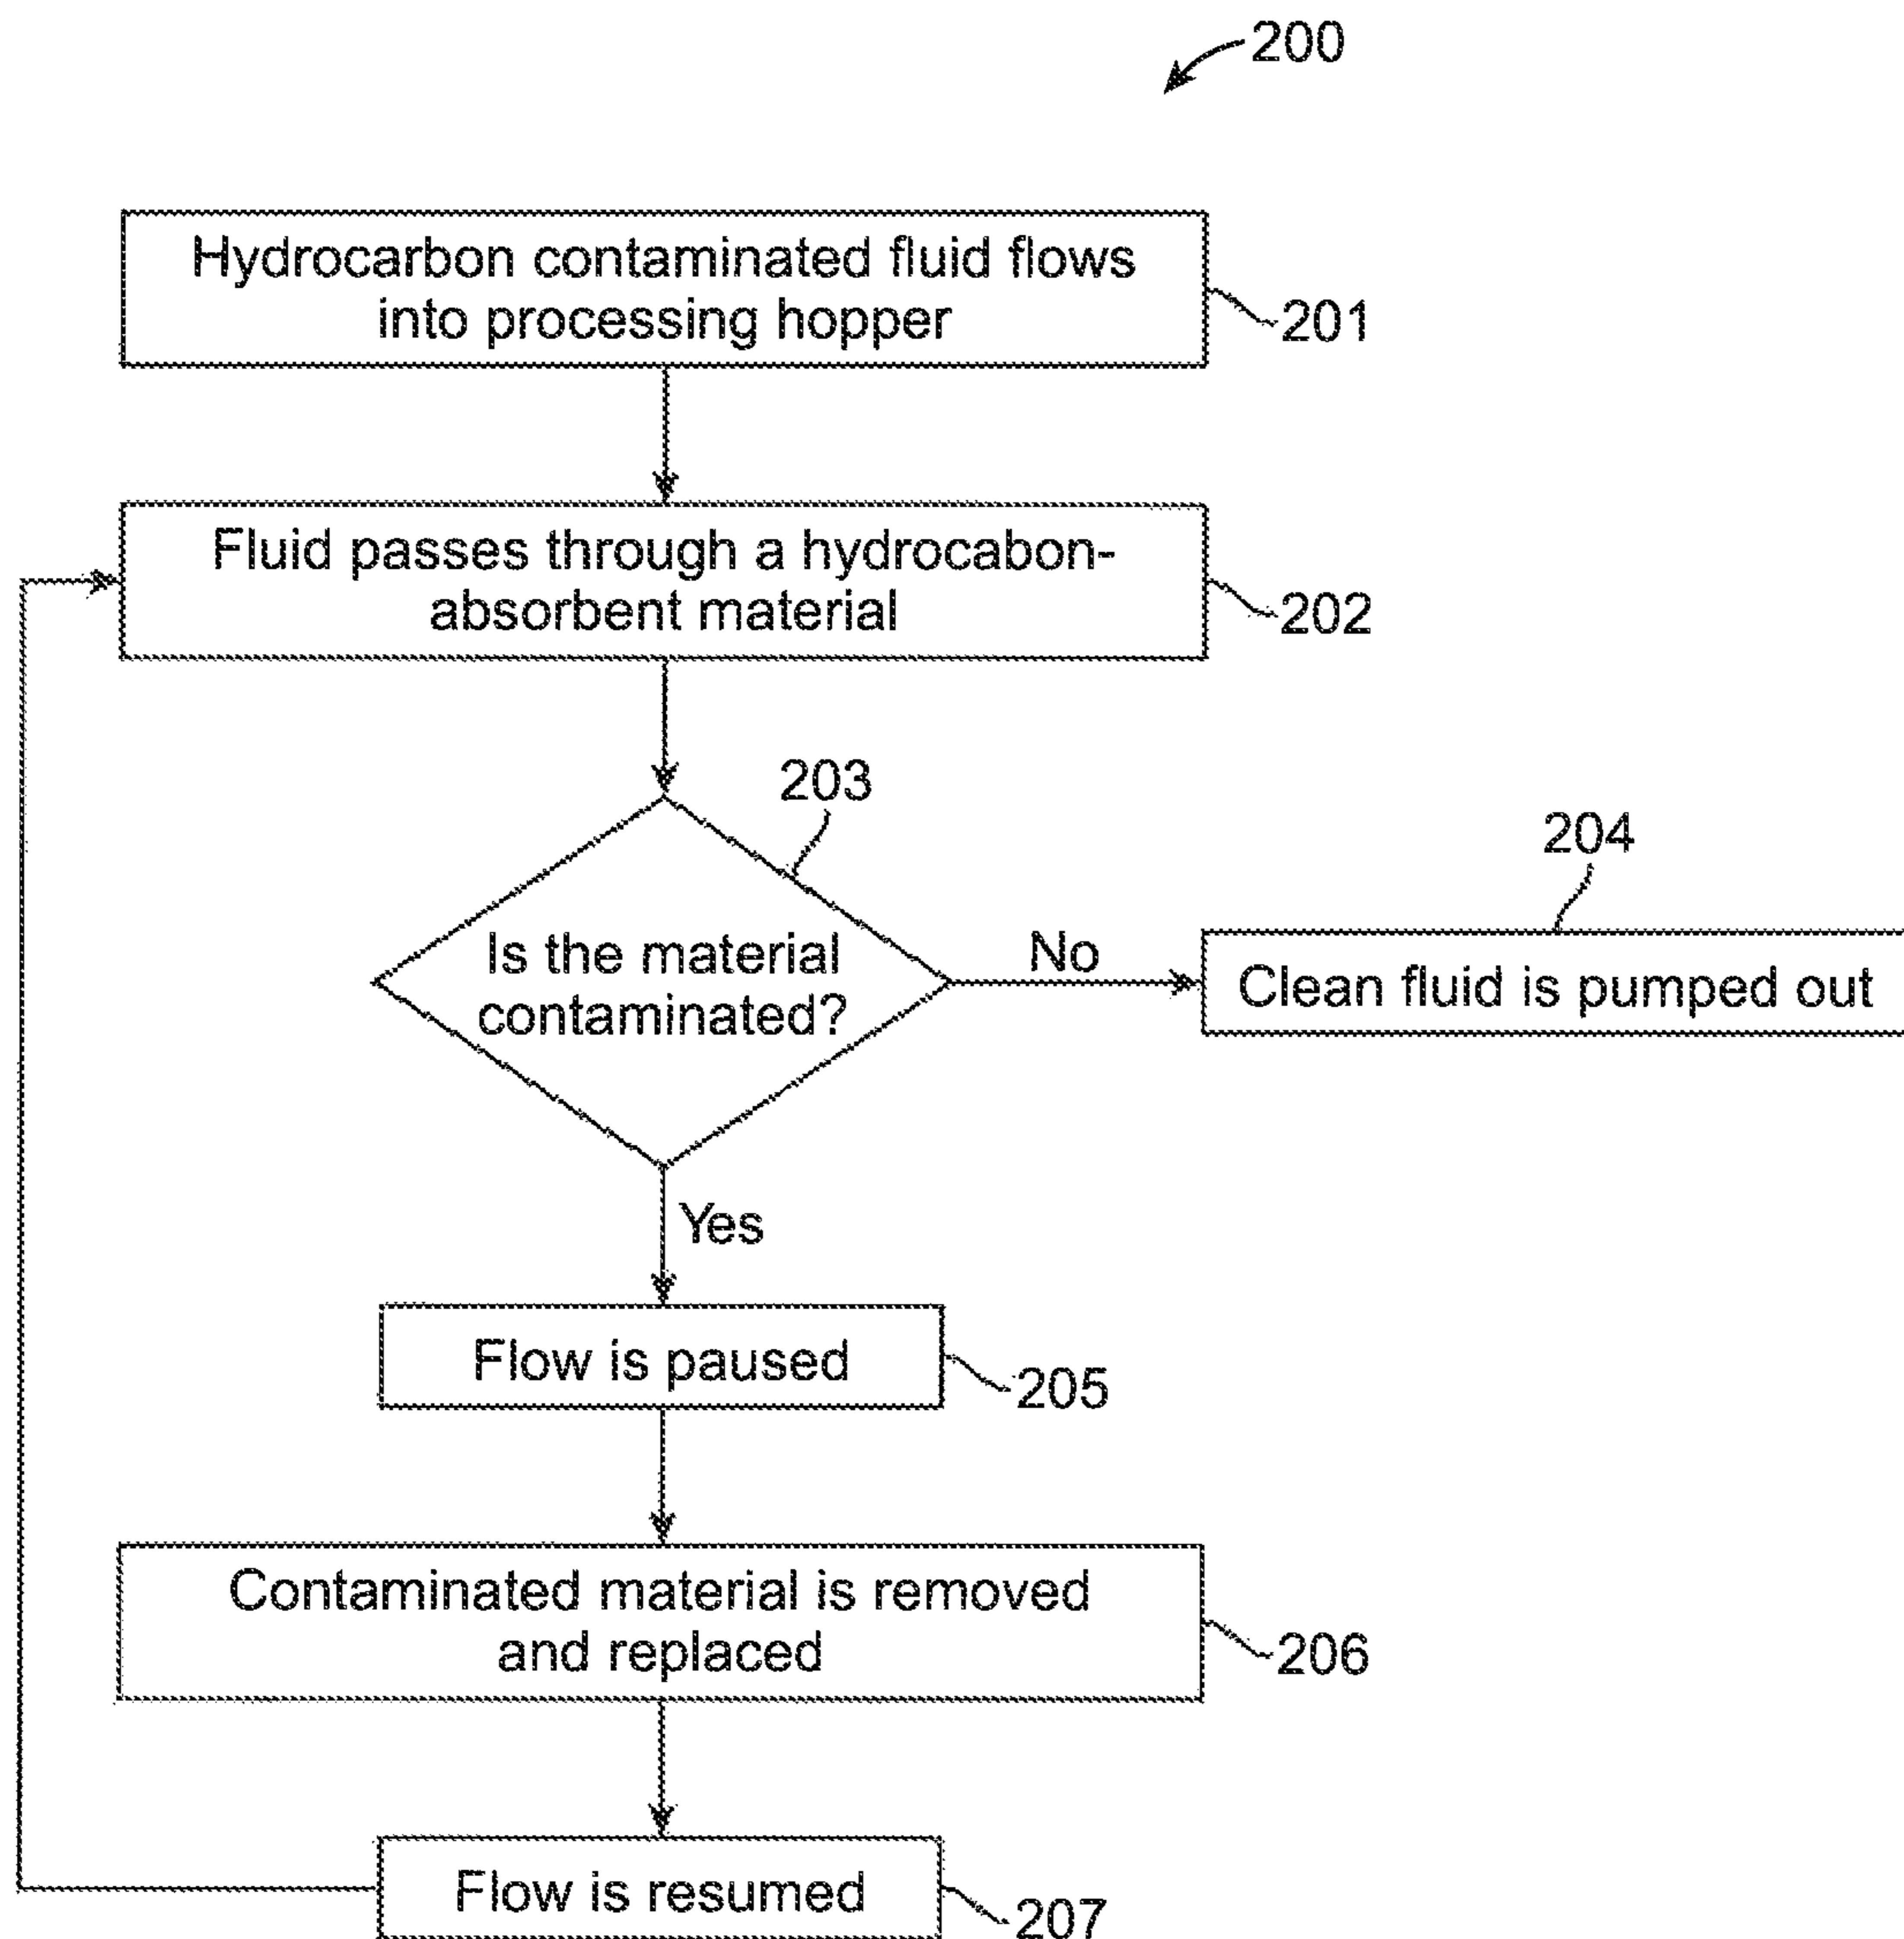 200
Hydrocarbon contaminated fluid flows
into processing hopper
201
Fluid passes through a hydrocabon-
absorbent material
202
203
Is the material
contaminated?
No
204
Clean fluid is pumped out
Yes
Flow is paused
205
Contaminated material is removed
and replaced
206
Flow is resumed
207